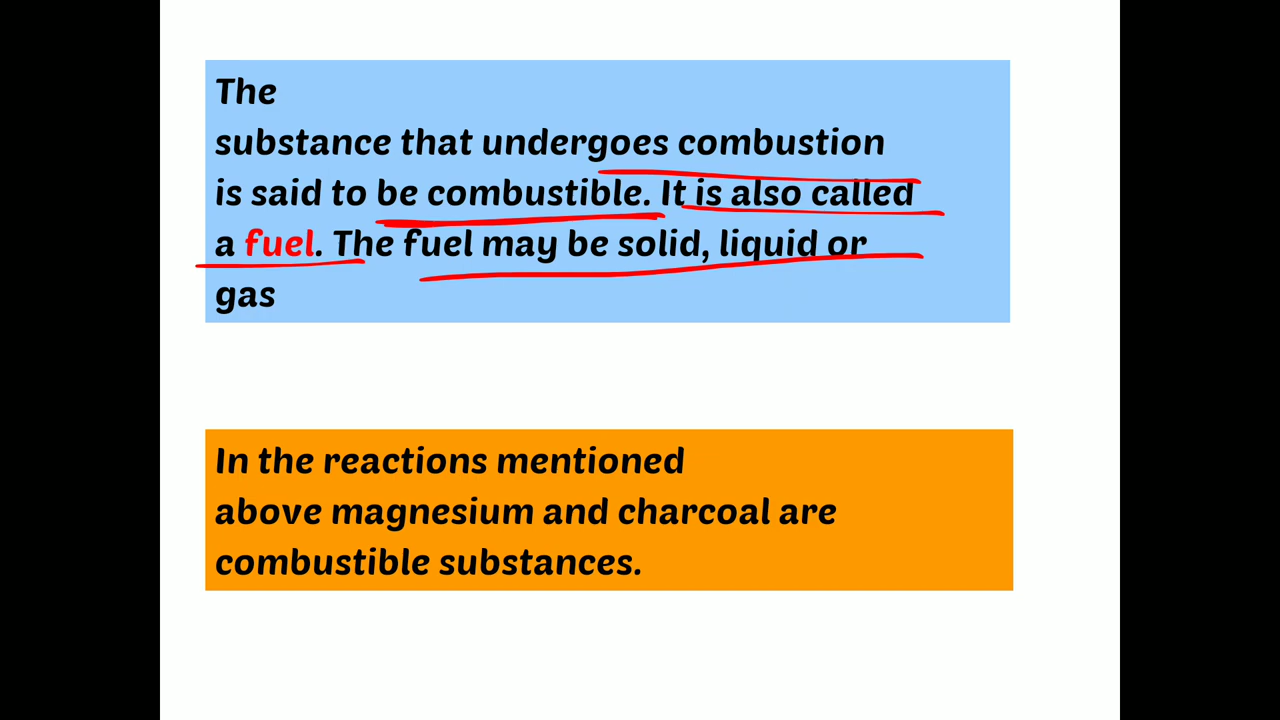 The
substance that undergoes combustion
is said to be combustible. It is also called
a fuel. The fuel may be solid, liquid or
gas
In the reactions mentioned
above magnesium and charcoal are
combustible substances.